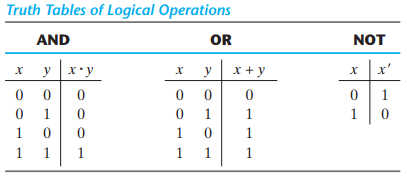 Truth Tables of Logical Operations
AND OR NOT
x y x · y x y x + y x x′
0 0 0 0 0 0 0 1
0 1 0 0 1 1 1 0
1 0 0 1 0 1
1 1 1 1 1 1